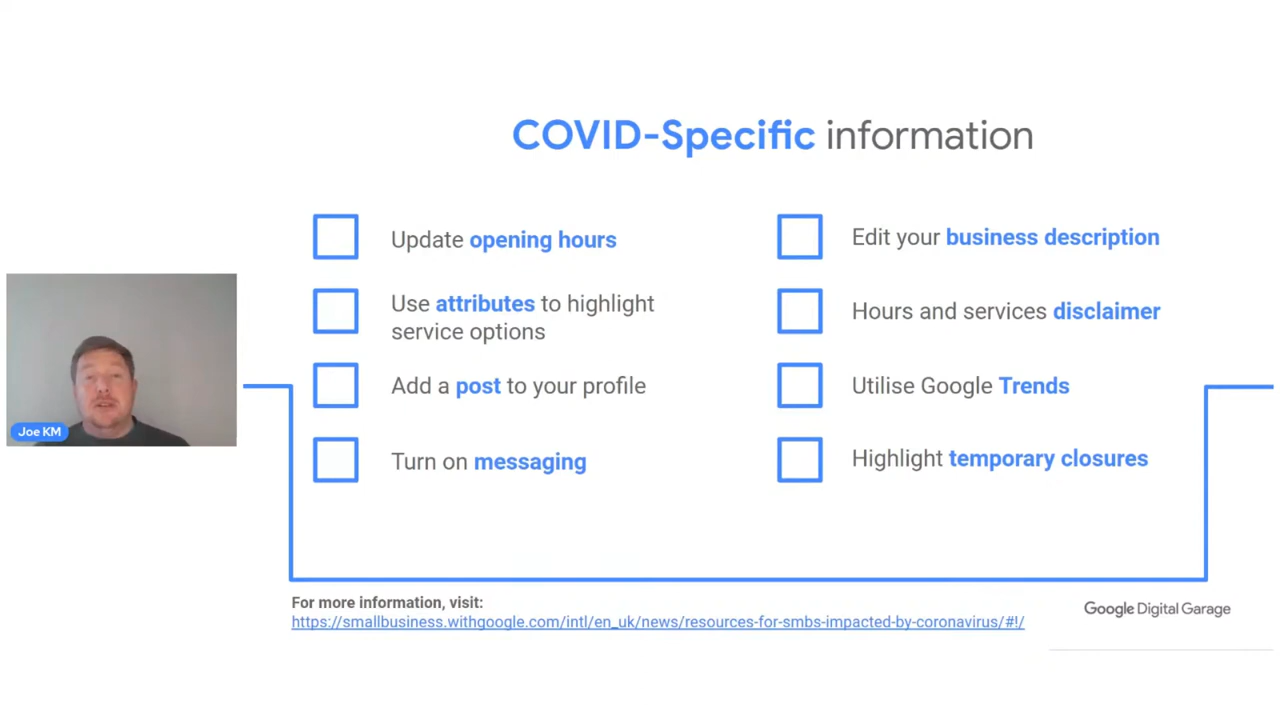 COVID-Specific information
Update opening hours
Use attributes to highlight
service options
Add a post to your profile
Turn on messaging
Edit your business description
Hours and services disclaimer
Utilise Google Trends
Highlight temporary closures
Joe KM
For more information, visit:
https://smallbusiness.withgoogle.com/intl/en_uk/news/resources-for-smbs-impacted-by-coronavirus/#!/
Google Digital Garage